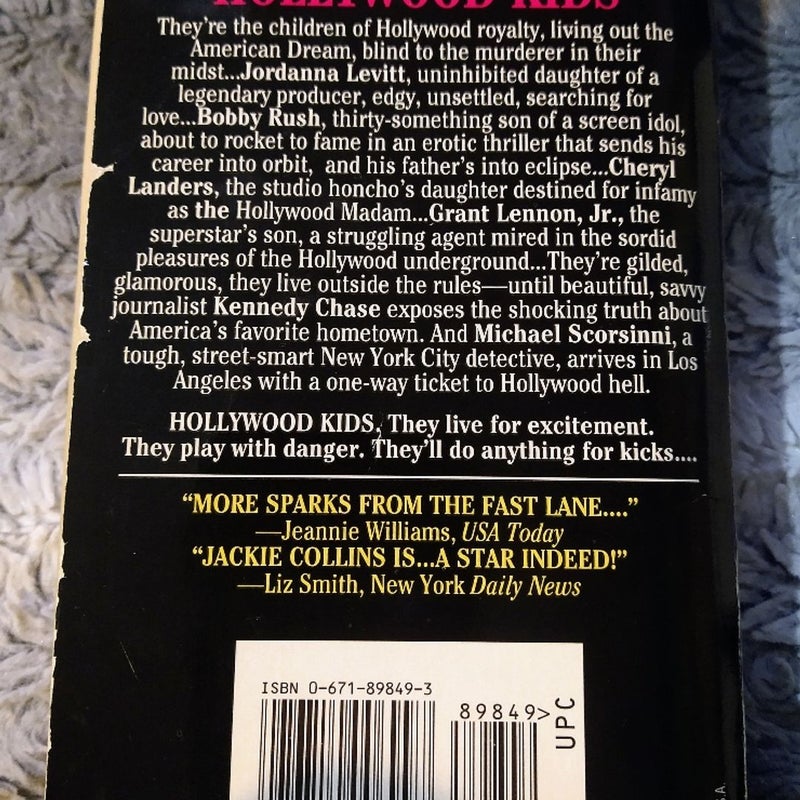 HOLLYWOOD KIDS
They're the children of Hollywood royalty, living out the
American Dream, blind to the murderer in their
midst...Jordanna Levitt, uninhibited daughter of a
legendary producer, edgy, unsettled, searching for
love...Bobby Rush, thirty-something son of a screen idol,
about to rocket to fame in an erotic thriller that sends his
career into orbit, and his father's into eclipse...Cheryl
Landers, the studio honcho's daughter destined for infamy
as the Hollywood Madam...Grant Lennon, Jr., the
superstar's son, a struggling agent mired in the sordid
pleasures of the Hollywood underground...They're gilded,
glamorous, they live outside the rules—until beautiful, savvy
journalist Kennedy Chase exposes the shocking truth about
America's favorite hometown. And Michael Scorsinni, a
tough, street-smart New York City detective, arrives in Los
Angeles with a one-way ticket to Hollywood hell.
HOLLYWOOD KIDS, They live for excitement.
They play with danger. They'll do anything for kicks....
"MORE SPARKS FROM THE FAST LANE...."
—Jeannie Williams, USA Today
"JACKIE COLLINS IS...A STAR INDEED!"
—Liz Smith, New York Daily News
ISBN 0-671-89849-3
89849>
UPC